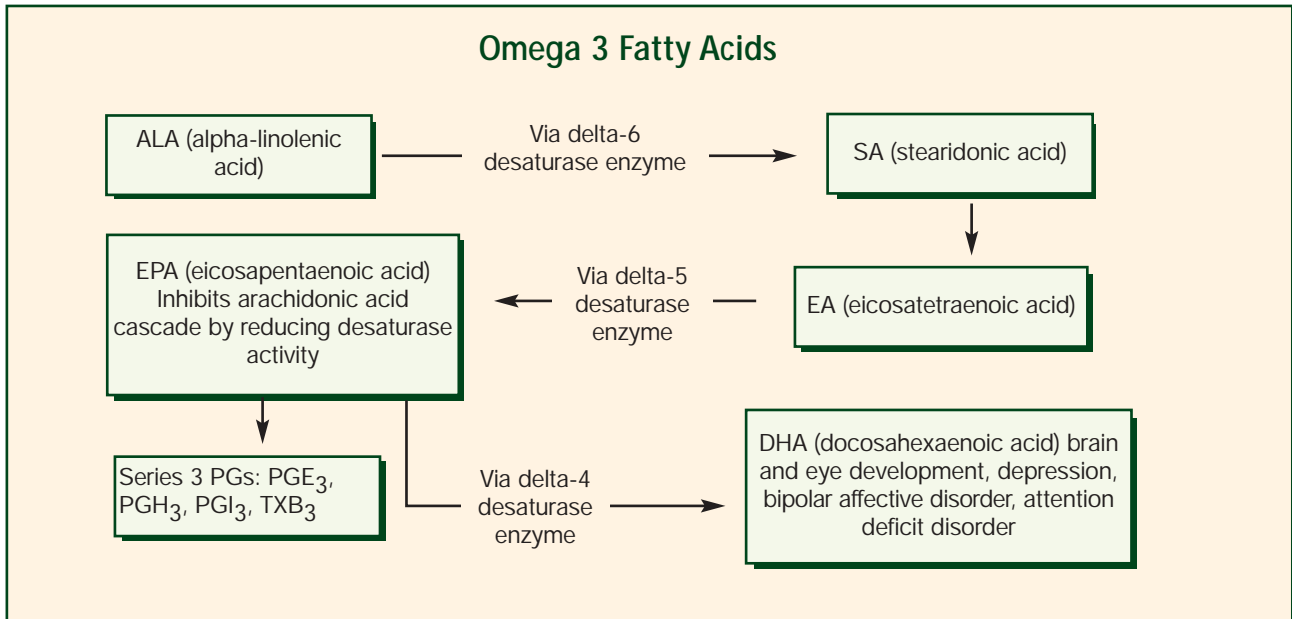 Omega 3 Fatty Acids
ALA (alpha-linolenic
acid)
Via delta-6
desaturase enzyme
SA (stearidonic acid)
EPA (eicosapentaenoic acid)
Inhibits arachidonic acid
cascade by reducing desaturase
activity
Via delta-5
desaturase
enzyme
EA (eicosatetraenoic acid)
Series 3 PGs: PGE3,
PGH3, PGI3, TXB3
Via delta-4
desaturase
enzyme
DHA (docosahexaenoic acid) brain
and eye development, depression,
bipolar affective disorder, attention
deficit disorder